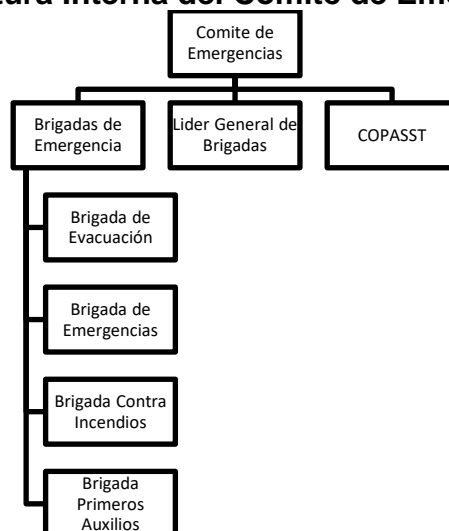 Interna del Comité de
Comite de
Emergencias
Brigadas de
Emergencia
Lider General de
Brigadas
COPASST
Brigada de
Evacuación
Brigada de
Emergencias
Brigada Contra
Incendios
Brigada
Primeros
Auxilios